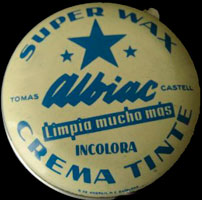 SUPER WAX
TOMAS
CASTELL
Albiac
Limpia mucho más
INCOLORA
CREMA TINTE